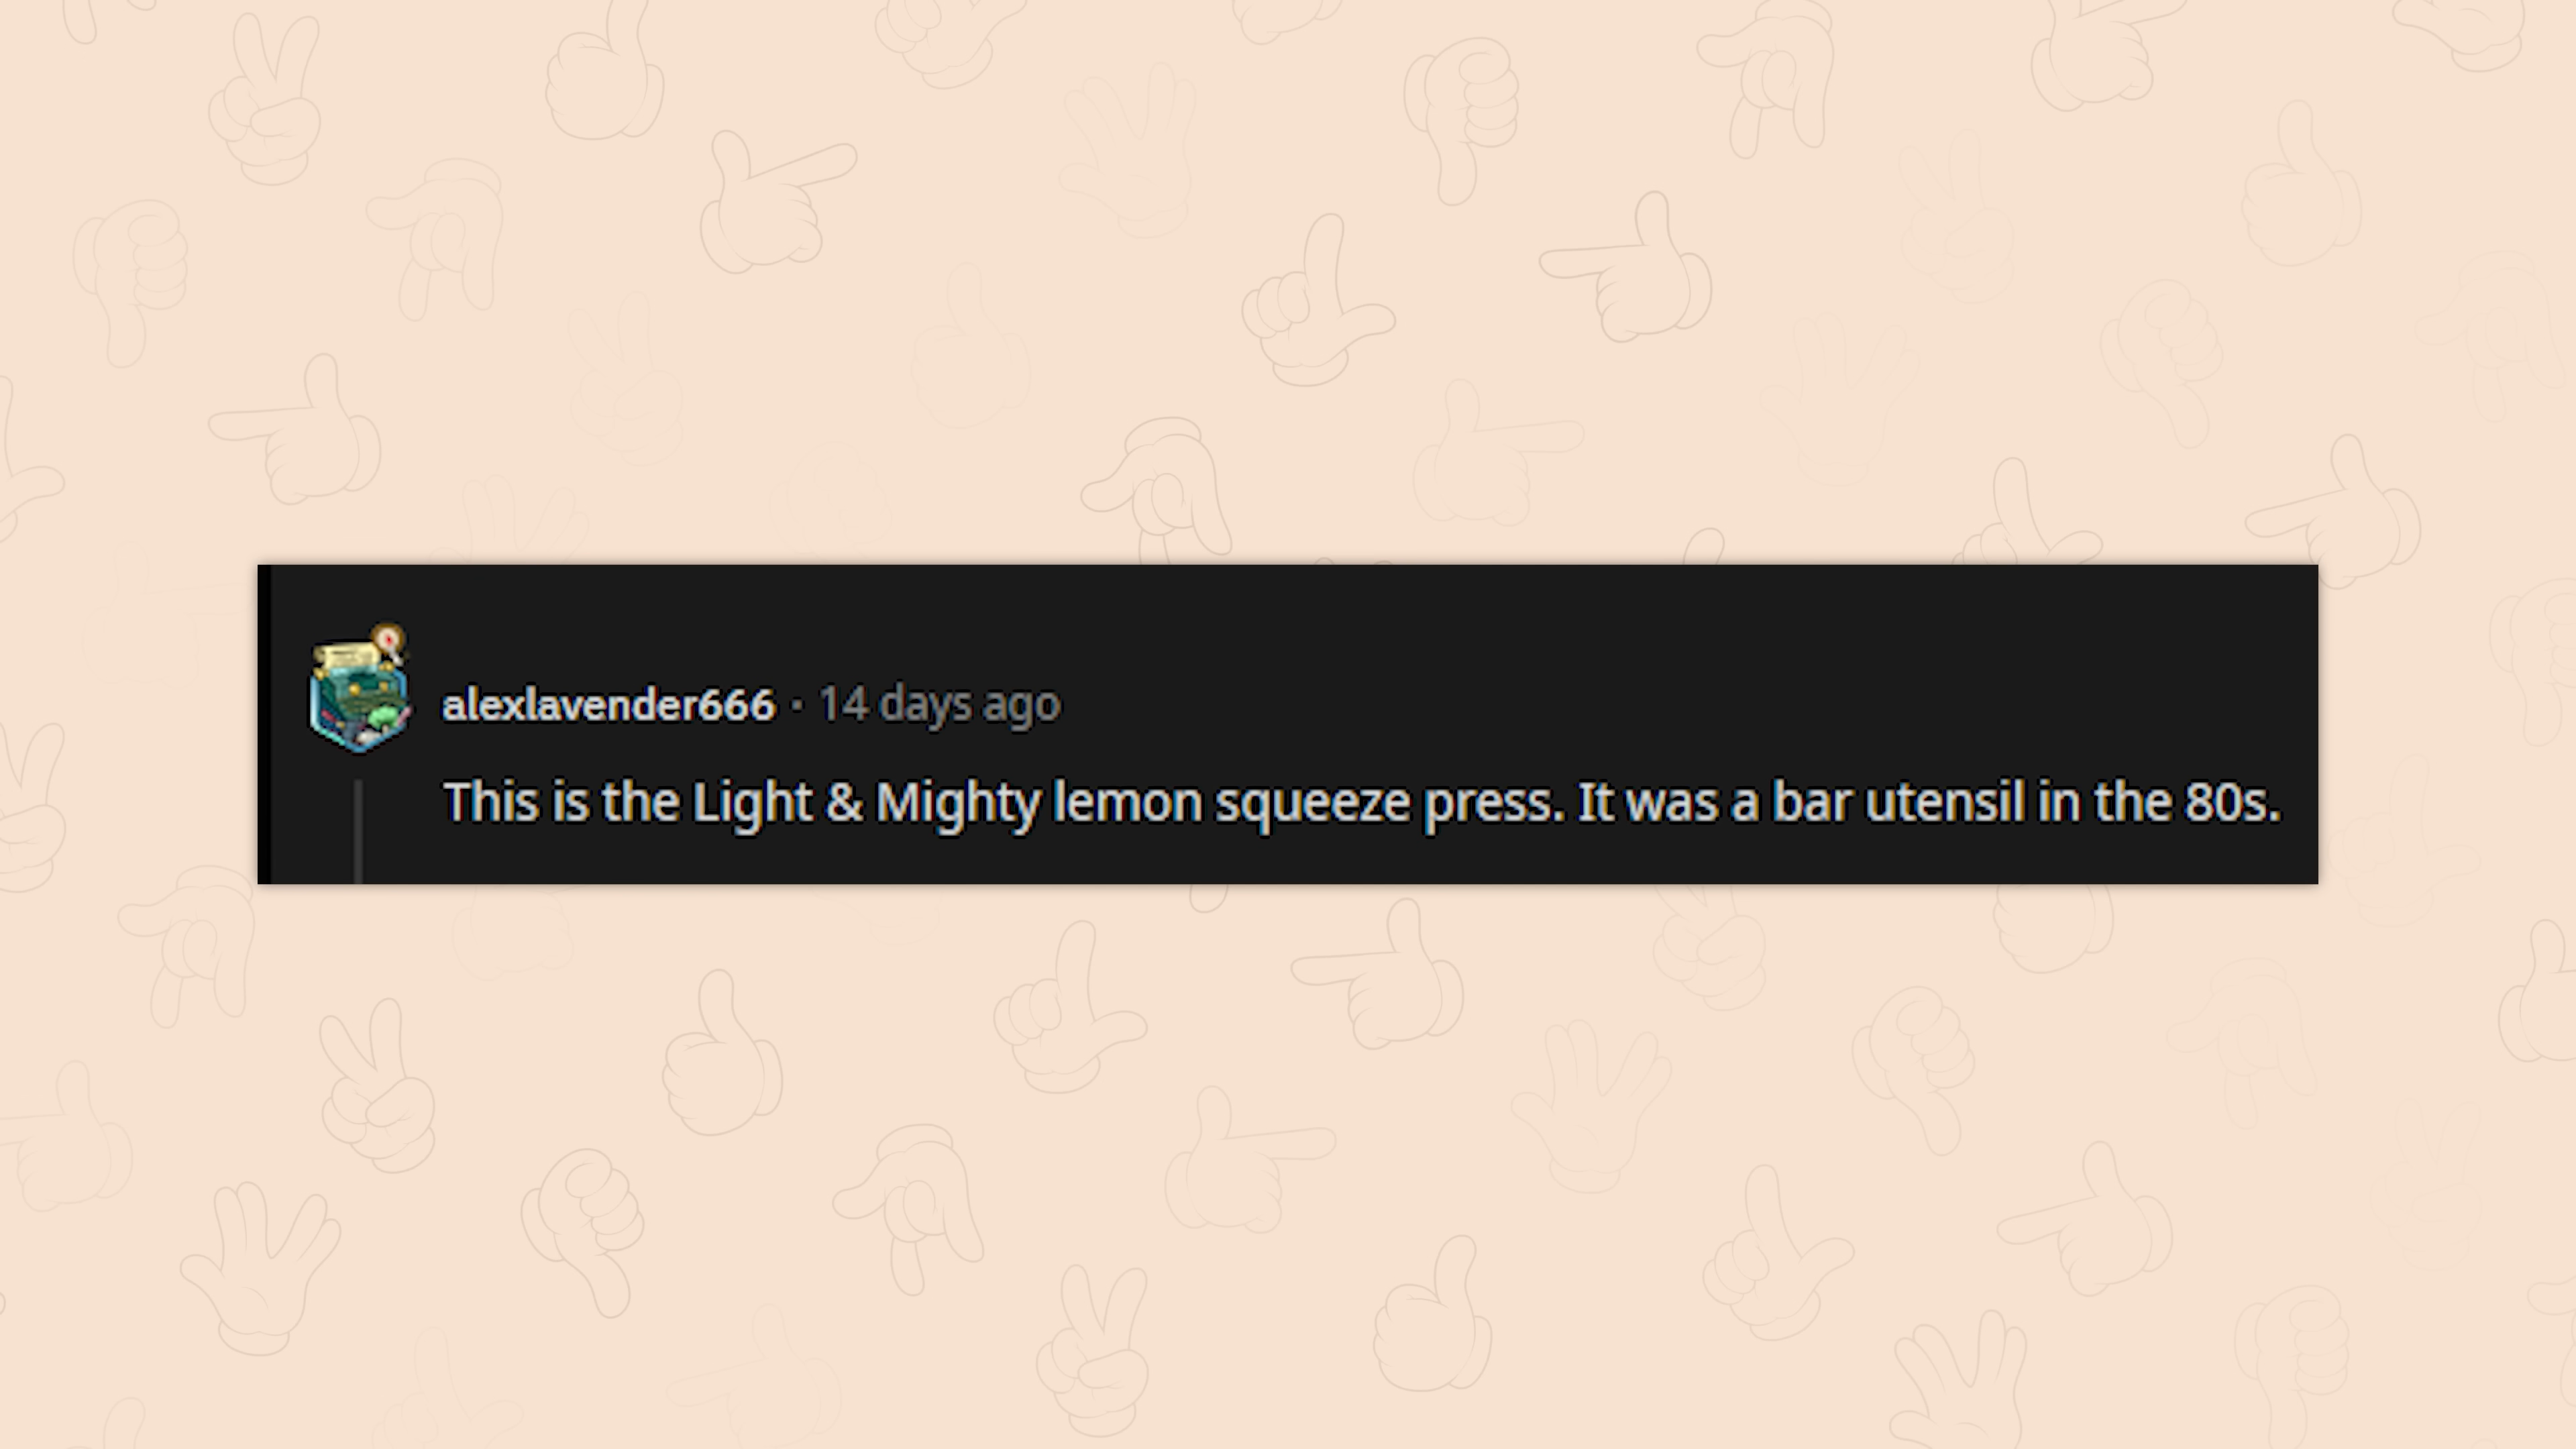 alexlavender666 · 14 days ago
This is the Light & Mighty lemon squeeze press. It was a bar utensil in the 80s.